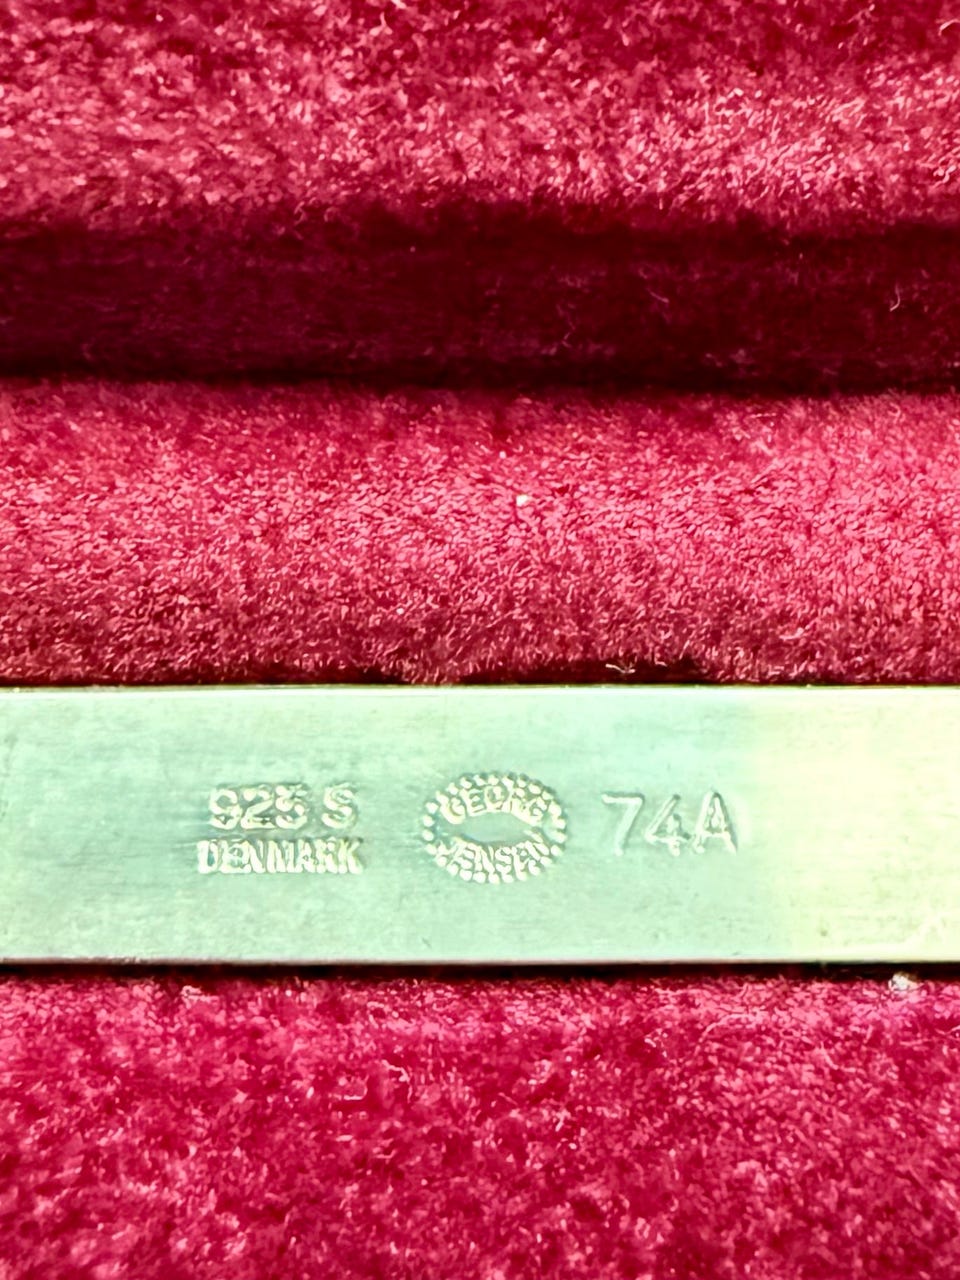 925 S
DENMARK
GEORG
JENSEN
74A